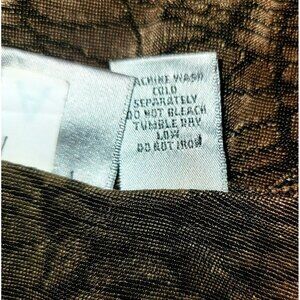 MACHINE WASH
COLD
SEPARATELY
DO NOT BLEACH
TUMBLE DRY
LOW
DO NOT IRON